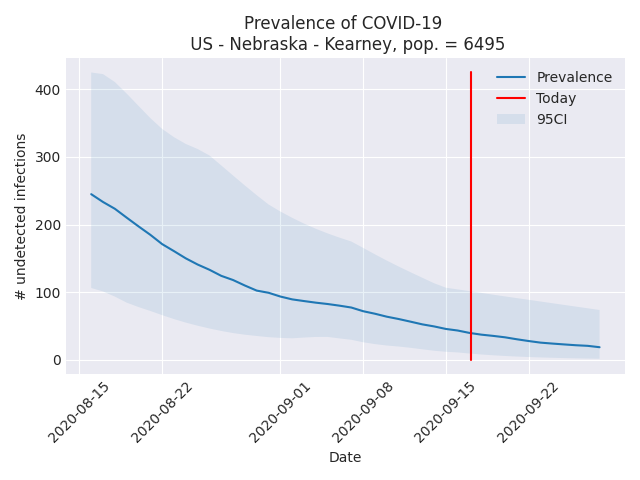 Prevalence of COVID-19
US - Nebraska - Kearney, pop. = 6495
Prevalence
Today
95CI
400
300
200
100
0
# undetected infections
2020-08-15
2020-08-22
2020-09-01
2020-09-08
2020-09-15
2020-09-22
Date